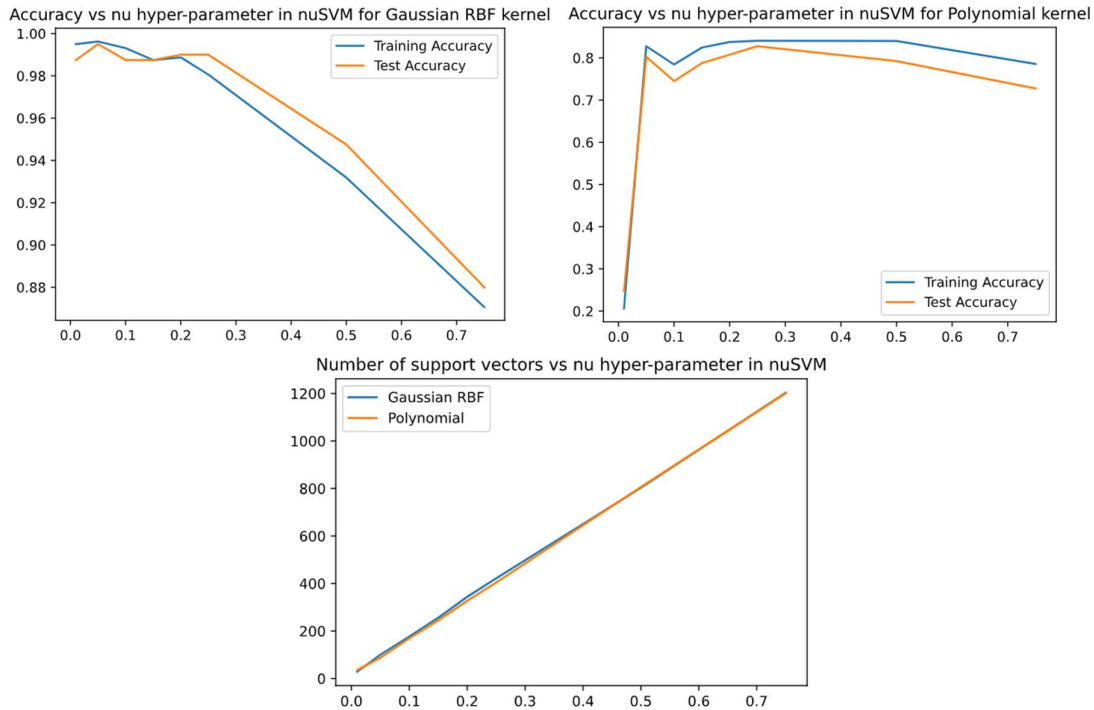 Accuracy vs nu hyper-parameter in nuSVM for Gaussian RBF kernel
1.00
0.98
0.96
0.94
0.92
0.90
0.88
0.0 0.1 0.2 0.3 0.4 0.5 0.6 0.7
Training Accuracy
Test Accuracy
Accuracy vs nu hyper-parameter in nuSVM for Polynomial kernel
0.8
0.7
0.6
0.5
0.4
0.3
0.2
0.0 0.1 0.2 0.3 0.4 0.5 0.6 0.7
Training Accuracy
Test Accuracy
Number of support vectors vs nu hyper-parameter in nuSVM
1200
1000
800
600
400
200
0
0.0 0.1 0.2 0.3 0.4 0.5 0.6 0.7
Gaussian RBF
Polynomial